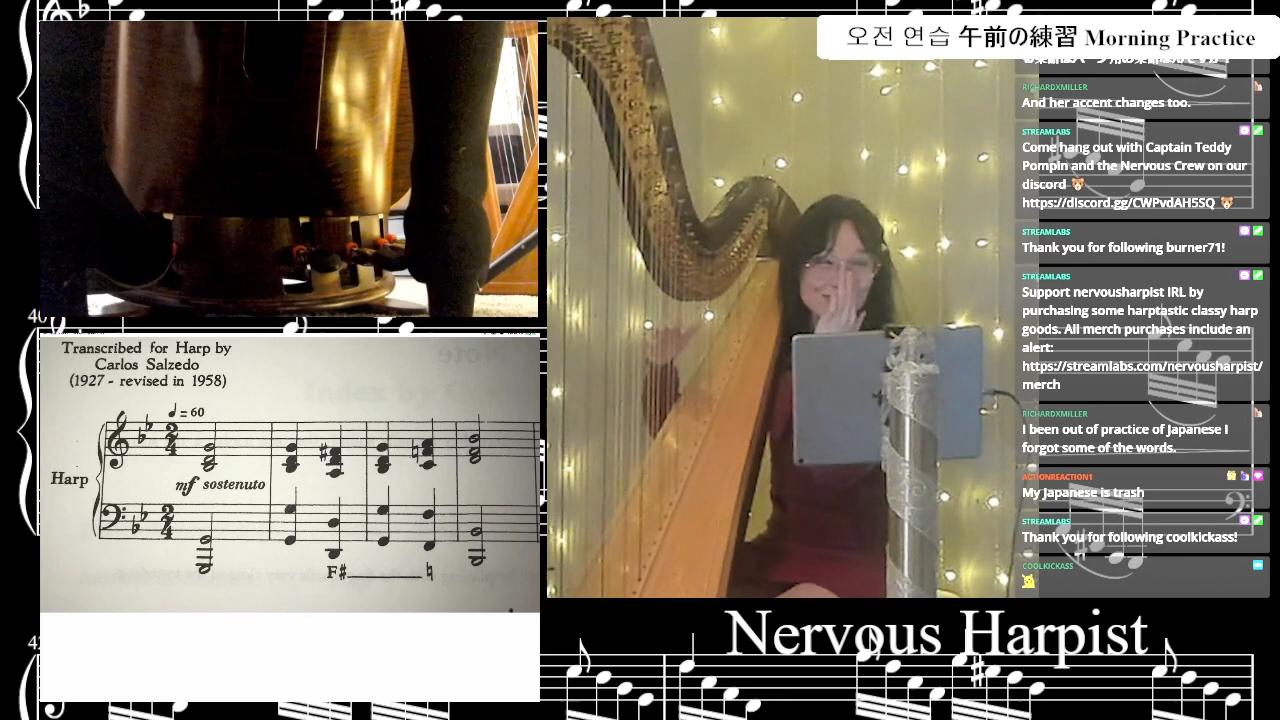 오전 연습 午前の練習 Morning Practice
Transcribed for Harp by
Carlos Salzedo
(1927 - revised in 1958)
= 60
Harp
2
4
mf sostenuto
2
4
F# ♮
RICHARDXMILLER
And her accent changes too.
STREAMLABS
Come hang out with Captain Teddy
Pompin and the Nervous Crew on our
discord 🐹
https://discord.gg/CWPvdAH5SQ 🐹
STREAMLABS
Thank you for following burner71!
STREAMLABS
Support nervousharpist IRL by
purchasing some harptastic classy harp
goods. All merch purchases include an
alert:
https://streamlabs.com/nervousharpist/
merch
RICHARDXMILLER
I been out of practice of Japanese I
forgot some of the words.
ACTIONREACTION1
My Japanese is trash
STREAMLABS
Thank you for following coolkickass!
COOLKICKASS
Nervous Harpist